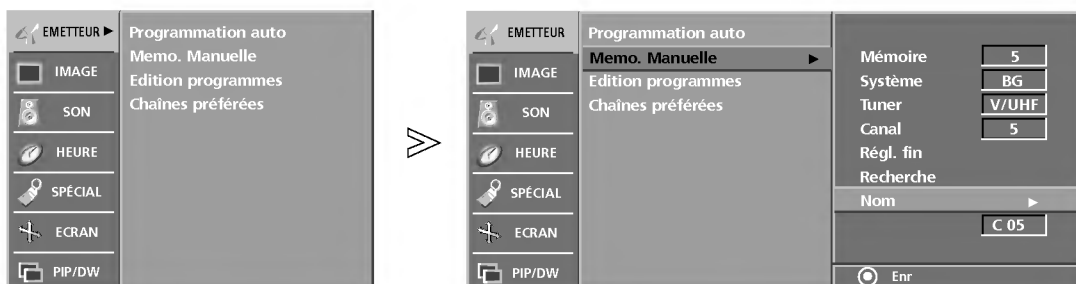 EMETTEUR ►
IMAGE
SON
HEURE
SPÉCIAL
ECRAN
PIP/DW
Programmation auto
Memo. Manuelle
Edition programmes
Chaînes préférées
EMETTEUR
IMAGE
SON
HEURE
SPÉCIAL
ECRAN
PIP/DW
Programmation auto
Memo. Manuelle ►
Edition programmes
Chaînes préférées
Mémoire 5
Système BG
Tuner V/UHF
Canal 5
Régl. fin
Recherche
Nom ►
C 05
Enr